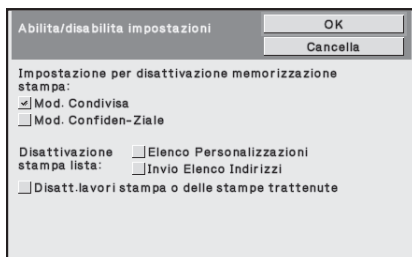 Abilita/disabilita impostazioni
OK
Cancella
Impostazione per disattivazione memorizzazione
stampa:
Mod. Condivisa
Mod. Confiden-Ziale
Disattivazione
stampa lista:
Elenco Personalizzazioni
Invio Elenco Indirizzi
Disatt.lavori stampa o delle stampe trattenute